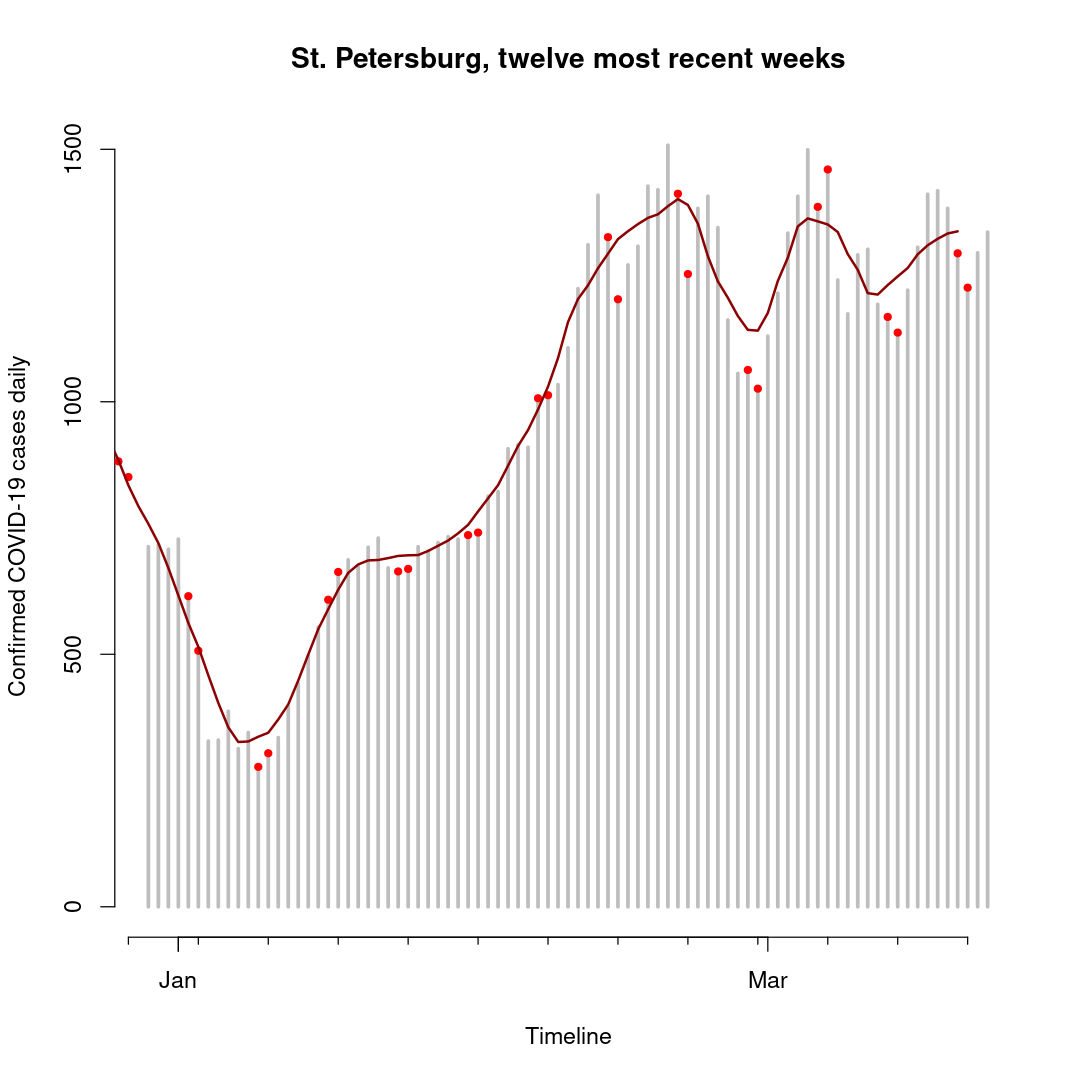 St. Petersburg, twelve most recent weeks
Confirmed COVID-19 cases daily
1500
1000
500
0
Jan Mar
Timeline